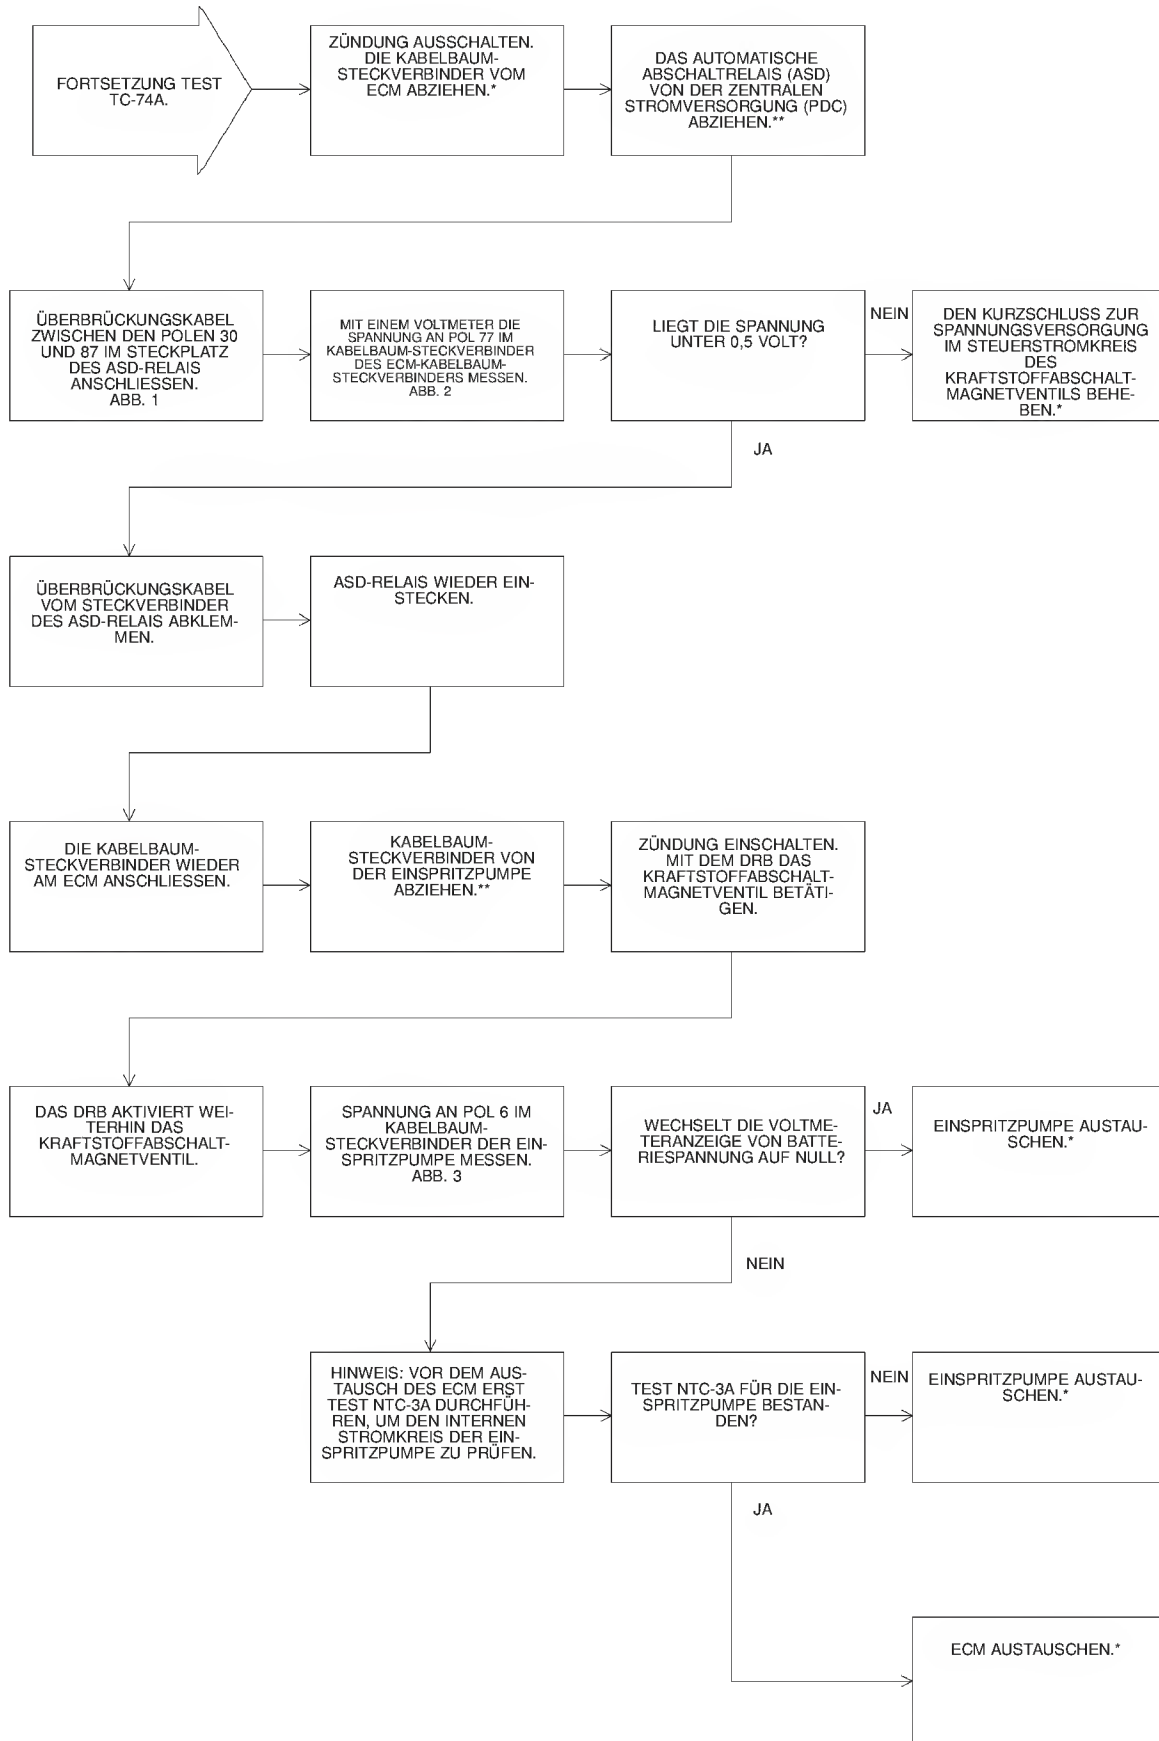 FORTSETZUNG TEST
TC-74A.
ZÜNDUNG AUSSCHALTEN.
DIE KABELBAUM-
STECKVERBINDER VOM
ECM ABZIEHEN.*
DAS AUTOMATISCHE
ABSCHALTRELAIS (ASD)
VON DER ZENTRALEN
STROMVERSORGUNG (PDC)
ABZIEHEN.**
ÜBERBRÜCKUNGSKABEL
ZWISCHEN DEN POLEN 30
UND 87 IM STECKPLATZ
DES ASD-RELAIS
ANSCHLIESSEN.
ABB. 1
MIT EINEM VOLTMETER DIE
SPANNUNG AN POL 77 IM
KABELBAUM-STECKVERBINDER
DES ECM-KABELBAUM-
STECKVERBINDERS MESSEN.
ABB. 2
LIEGT DIE SPANNUNG
UNTER 0,5 VOLT?
NEIN
DEN KURZSCHLUSS ZUR
SPANNUNGSVERSORGUNG
IM STEUERSTROMKREIS
DES
KRAFTSTOFFABSCHALT-
MAGNETVENTILS BEHE-
BEN.*
JA
ÜBERBRÜCKUNGSKABEL
VOM STECKVERBINDER
DES ASD-RELAIS ABKLEM-
MEN.
ASD-RELAIS WIEDER EIN-
STECKEN.
DIE KABELBAUM-
STECKVERBINDER WIEDER
AM ECM ANSCHLIESSEN.
KABELBAUM-
STECKVERBINDER VON
DER EINSPRITZPUMPE
ABZIEHEN.**
ZÜNDUNG EINSCHALTEN.
MIT DEM DRB DAS
KRAFTSTOFFABSCHALT-
MAGNETVENTIL BETÄTI-
GEN.
DAS DRB AKTIVIERT WEI-
TERHIN DAS
KRAFTSTOFFABSCHALT-
MAGNETVENTIL.
SPANNUNG AN POL 6 IM
KABELBAUM-
STECKVERBINDER DER EIN-
SPRITZPUMPE MESSEN.
ABB. 3
WECHSELT DIE VOLTME-
TERANZEIGE VON BATTE-
RIESPANNUNG AUF NULL?
JA
EINSPRITZPUMPE AUSTAU-
SCHEN.*
NEIN
HINWEIS: VOR DEM AUS-
TAUSCH DES ECM ERST
TEST NTC-3A DURCHFÜH-
REN, UM DEN INTERNEN
STROMKREIS DER EIN-
SPRITZPUMPE ZU PRÜFEN.
TEST NTC-3A FÜR DIE EIN-
SPRITZPUMPE BESTAN-
DEN?
NEIN
EINSPRITZPUMPE AUSTAU-
SCHEN.*
JA
ECM AUSTAUSCHEN.*